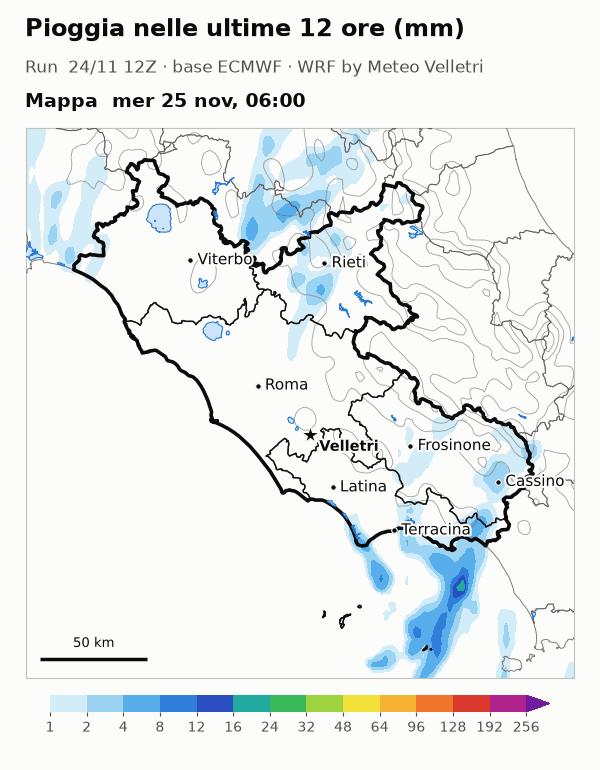 Pioggia nelle ultime 12 ore (mm)
Run 24/11 12Z · base ECMWF · WRF by Meteo Velletri
Mappa mer 25 nov, 06:00
Viterbo
Rieti
Roma
Velletri
Frosinone
Cassino
Latina
Terracina
50 km
1 2 4 8 12 16 24 32 48 64 96 128 192 256